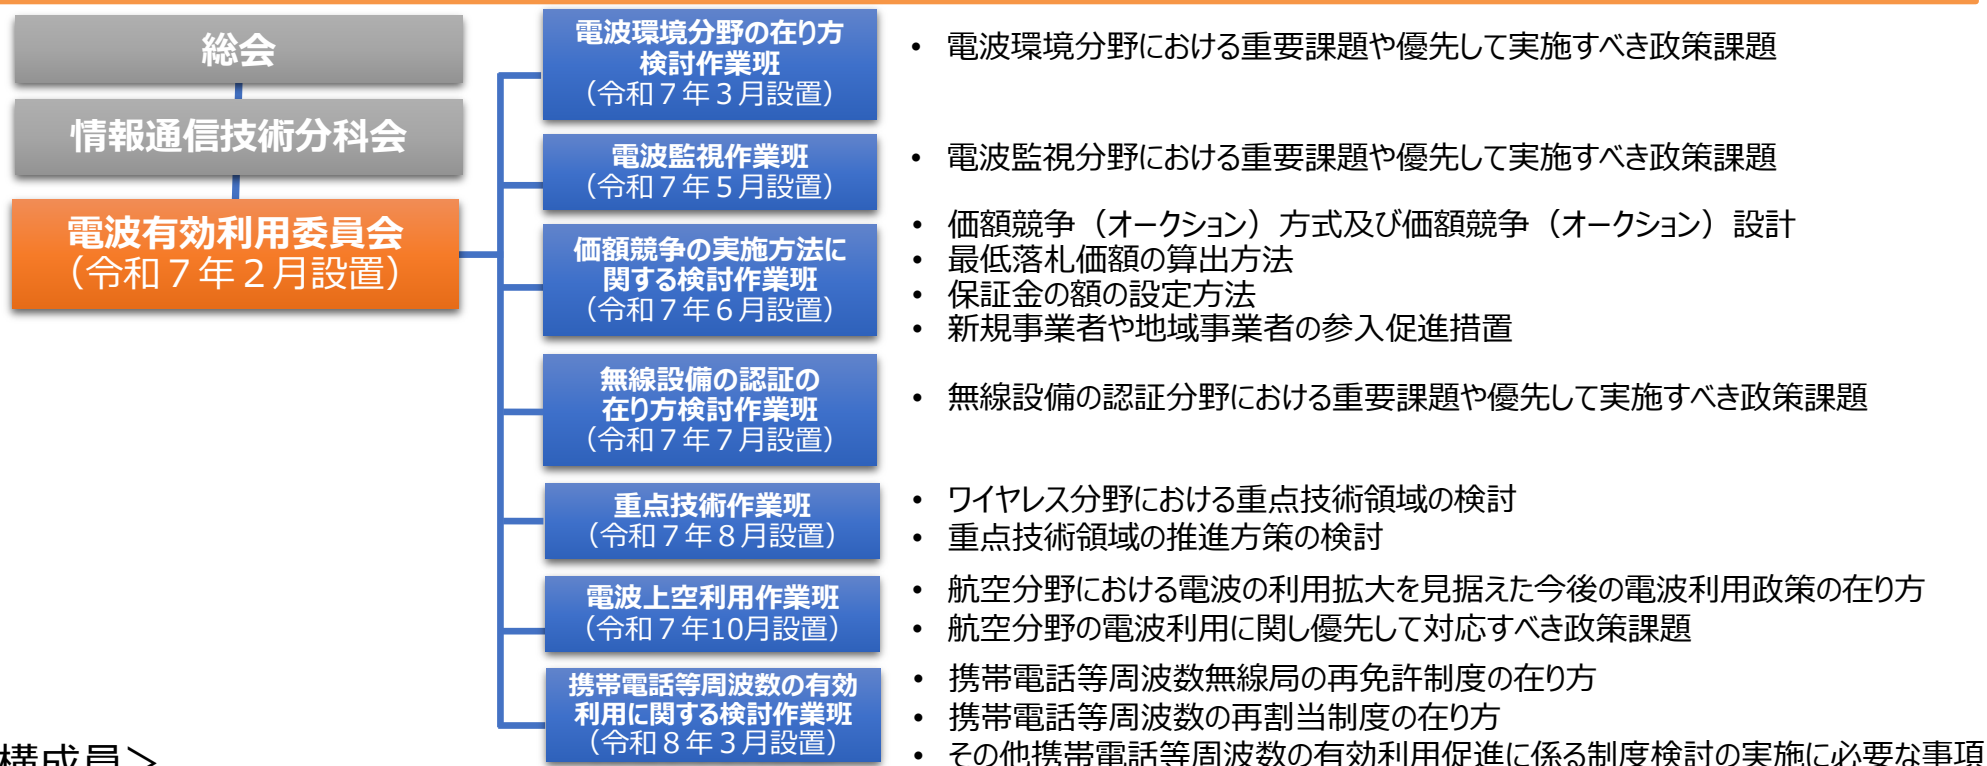 総会
情報通信技術分科会
電波有効利用委員会
（令和７年２月設置）
電波環境分野の在り方
検討作業班
（令和７年３月設置）
• 電波環境分野における重要課題や優先して実施すべき政策課題
電波監視作業班
（令和７年５月設置）
• 電波監視分野における重要課題や優先して実施すべき政策課題
価額競争の実施方法に
関する検討作業班
（令和７年６月設置）
• 価額競争（オークション）方式及び価額競争（オークション）設計
• 最低落札価額の算出方法
• 保証金の額の設定方法
• 新規事業者や地域事業者の参入促進措置
無線設備の認証の
在り方検討作業班
（令和７年７月設置）
• 無線設備の認証分野における重要課題や優先して実施すべき政策課題
重点技術作業班
（令和７年８月設置）
• ワイヤレス分野における重点技術領域の検討
• 重点技術領域の推進方策の検討
電波上空利用作業班
（令和７年10月設置）
• 航空分野における電波の利用拡大を見据えた今後の電波利用政策の在り方
• 航空分野の電波利用に関し優先して対応すべき政策課題
携帯電話等周波数の有効
利用に関する検討作業班
（令和８年３月設置）
• 携帯電話等周波数無線局の再免許制度の在り方
• 携帯電話等周波数の再割当制度の在り方
• その他携帯電話等周波数の有効利用促進に係る制度検討の実施に必要な事項
構成員＞